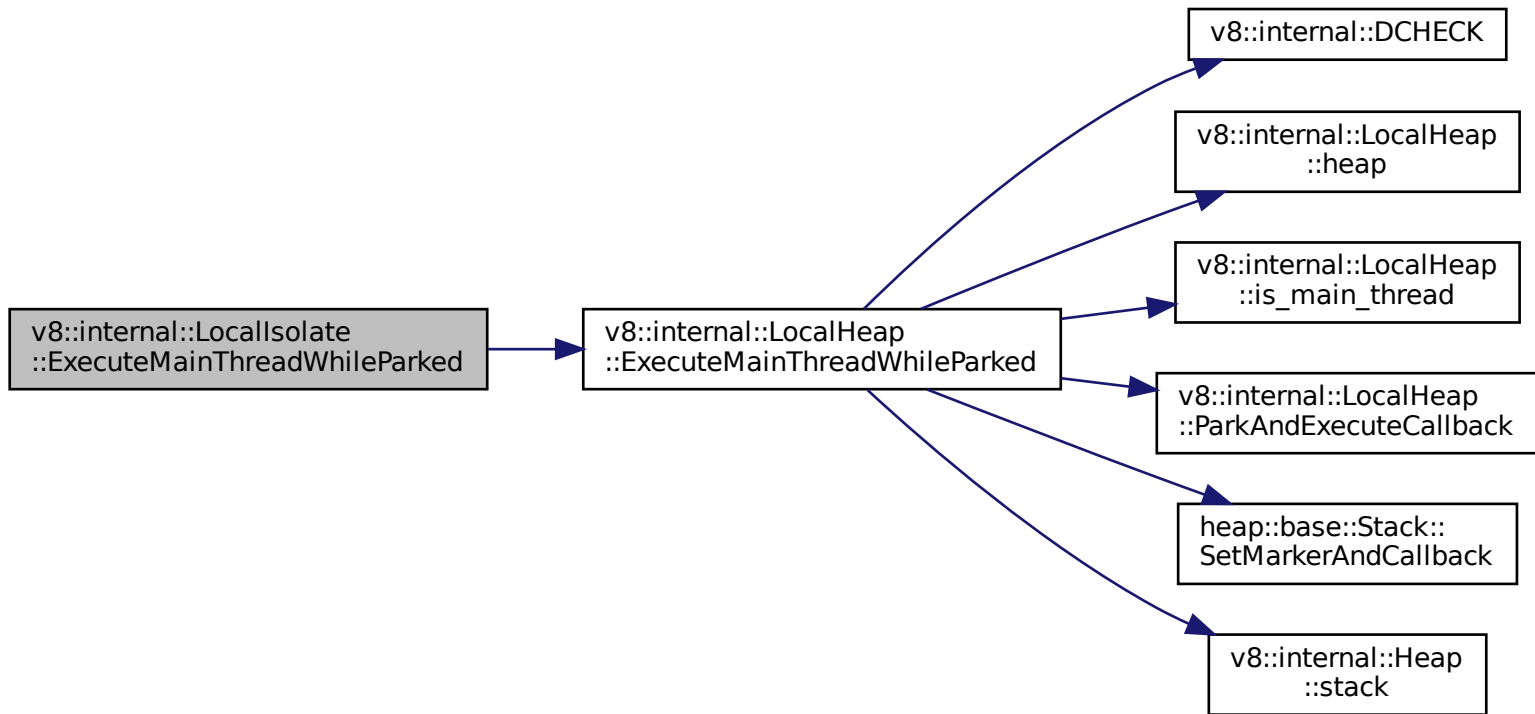 v8::internal::LocalIsolate
::ExecuteMainThreadWhileParked
v8::internal::LocalHeap
::ExecuteMainThreadWhileParked
v8::internal::DCHECK
v8::internal::LocalHeap
::heap
v8::internal::LocalHeap
::is_main_thread
v8::internal::LocalHeap
::ParkAndExecuteCallback
heap::base::Stack::
SetMarkerAndCallback
v8::internal::Heap
::stack